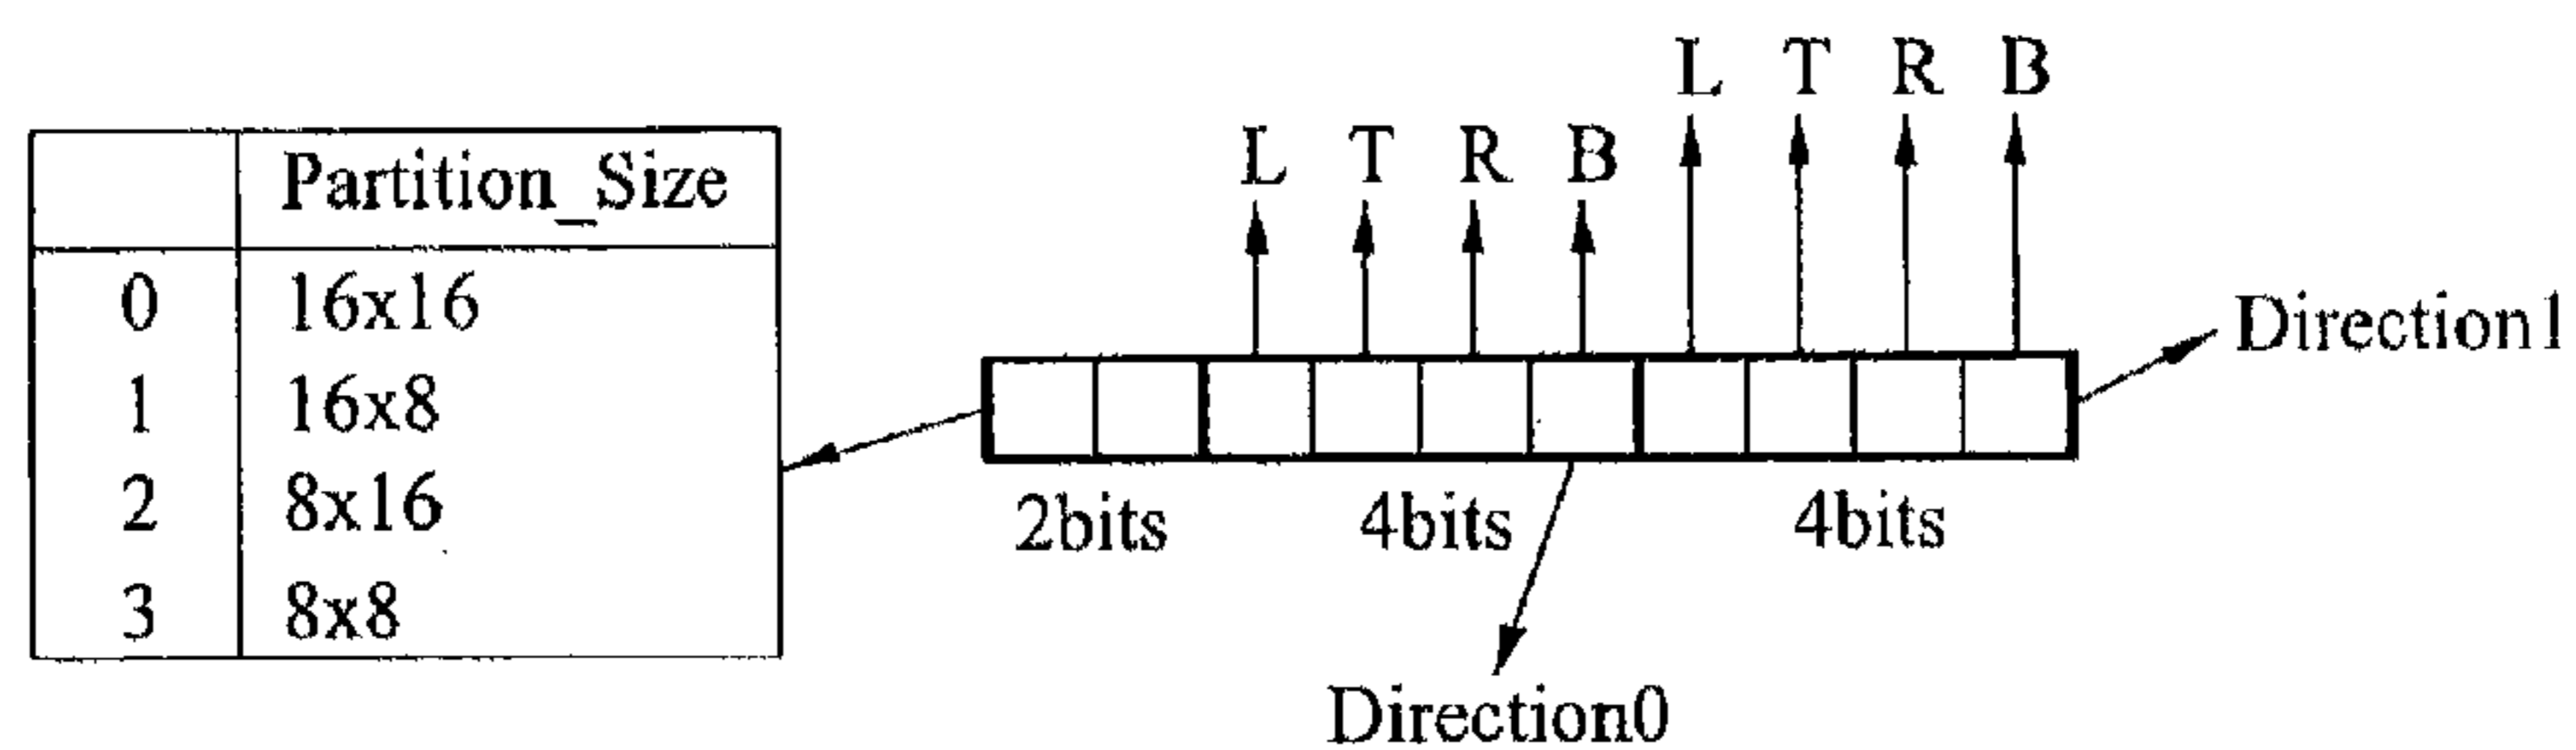 Partition_Size
0 16x16
1 16x8
2 8x16
3 8x8
L T R B
L T R B
2bits 4bits 4bits
Direction0
Direction1